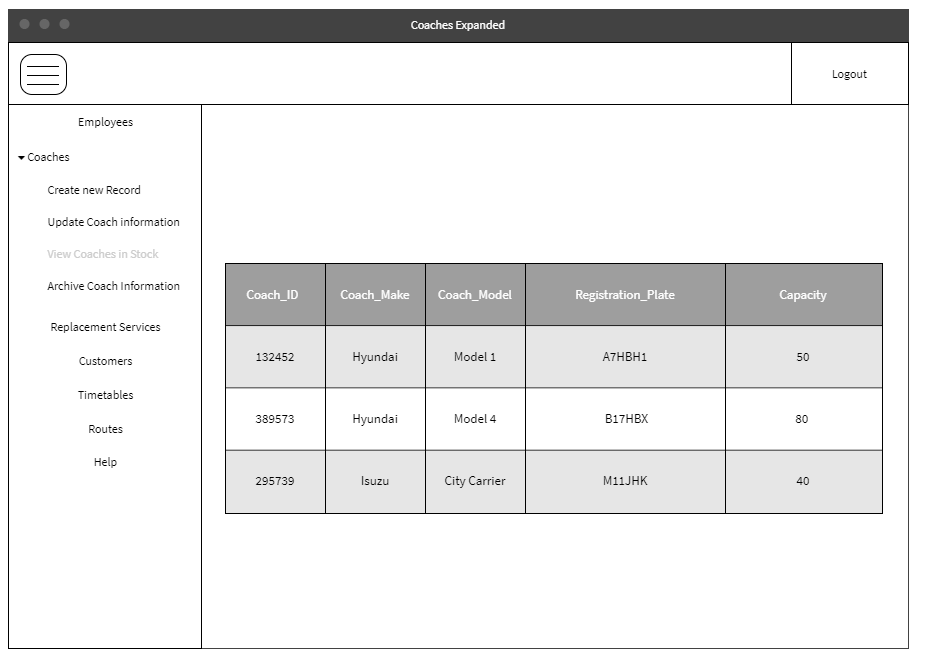 Coaches Expanded
Logout
Employees
Coaches
Create new Record
Update Coach information
View Coaches in Stock
Archive Coach Information
Replacement Services
Customers
Timetables
Routes
Help
Coach_ID Coach_Make Coach_Model Registration_Plate Capacity
132452 Hyundai Model 1 A7HBH1 50
389573 Hyundai Model 4 B17HBX 80
295739 Isuzu City Carrier M11JHK 40